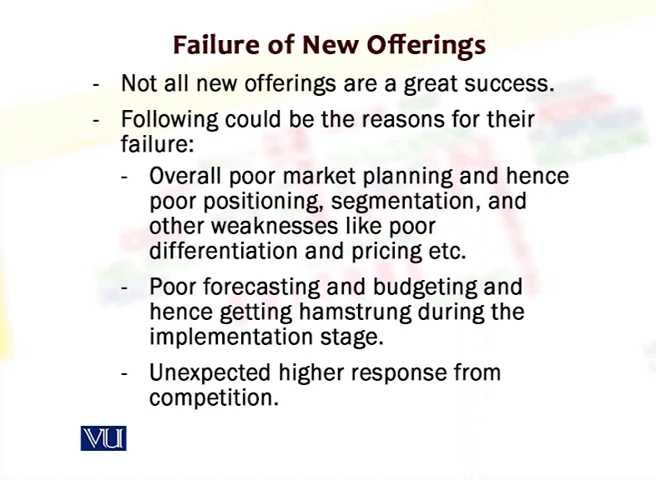 Failure of New Offerings
- Not all new offerings are a great success.
- Following could be the reasons for their
failure:
- Overall poor market planning and hence
poor positioning, segmentation, and
other weaknesses like poor
differentiation and pricing etc.
- Poor forecasting and budgeting and
hence getting hamstrung during the
implementation stage.
- Unexpected higher response from
competition.
VU